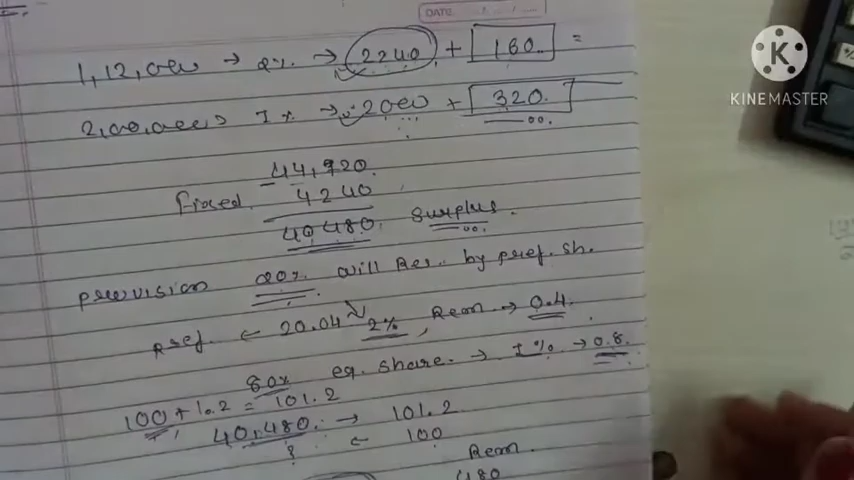 DATE
1,12,000 → 2% → 2240 + 160 =
KINEMASTER
2,00,000 → 1% → 2000 + 320
44,720
Fixed 4240
40480 Surplus.
provision 20% will Rec. by pref. sh.
pref. ← 20.04 2%, Rem → 0.4
80% eq. share. → 1% → 0.8
100 + 1.2 = 101.2
40,480 → 101.2
? ← 100
Rem.
480